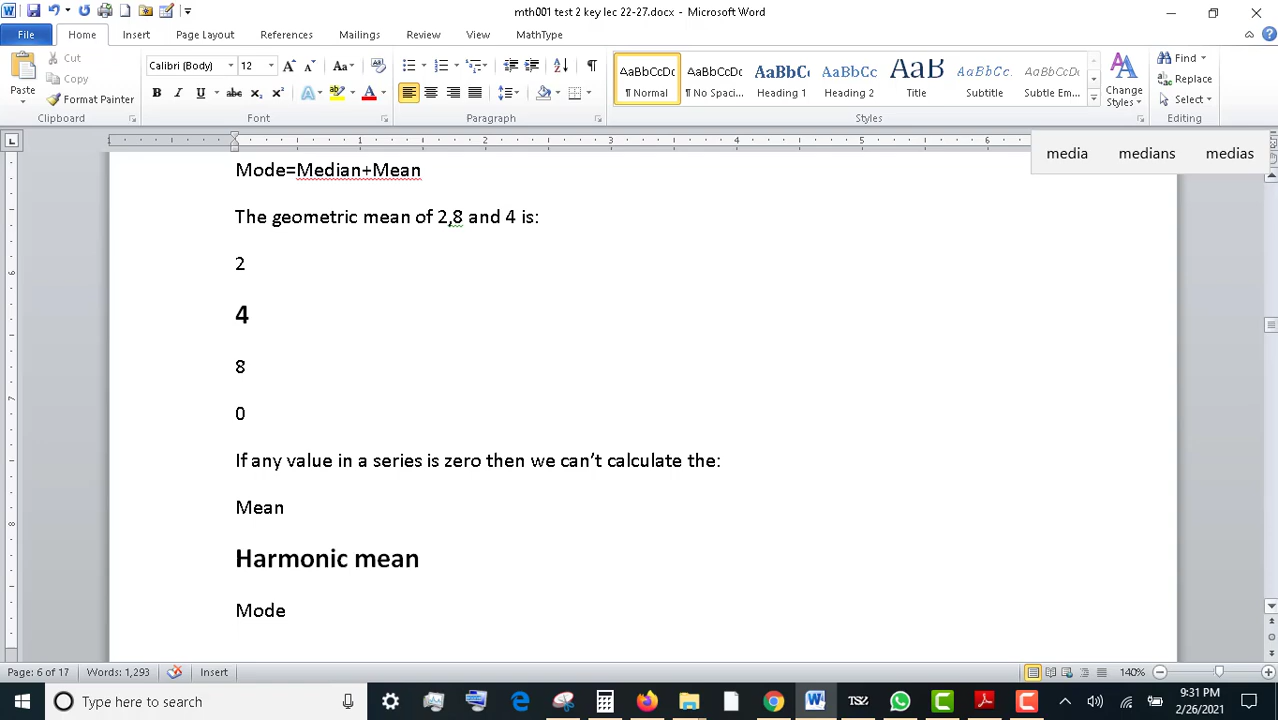 mth001 test 2 key lec 22-27.docx - Microsoft Word
File Home Insert Page Layout References Mailings Review View MathType
Cut
Copy
Format Painter
Paste
Clipboard
Calibri (Body) 12
Font
Paragraph
AaBbCcDc AaBbCcDc AaBbCc AaBbCc AaB AaBbCc. AaBbCcDc
¶ Normal ¶ No Spaci... Heading 1 Heading 2 Title Subtitle Subtle Em...
Change Styles
Styles
Find
Replace
Select
Editing
media medians medias
Mode=Median+Mean
The geometric mean of 2,8 and 4 is:
2
4
8
0
If any value in a series is zero then we can’t calculate the:
Mean
Harmonic mean
Mode
Page: 6 of 17 Words: 1,293 Insert 140%
Type here to search
9:31 PM
2/26/2021